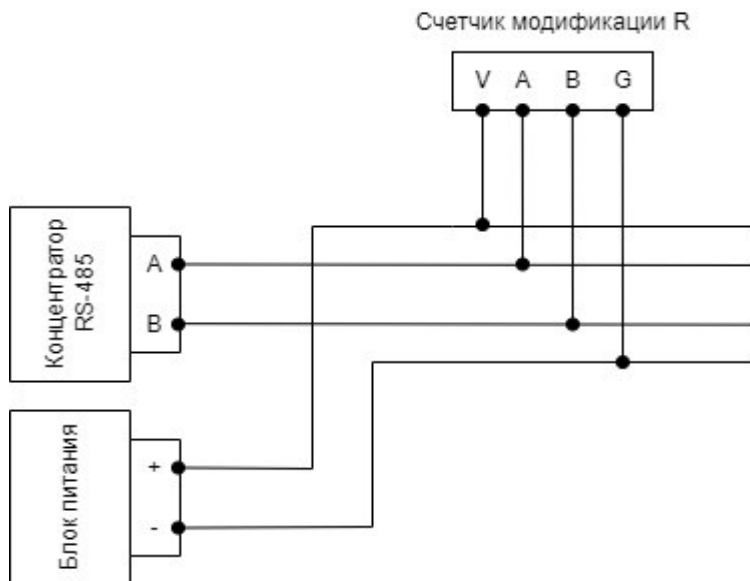 Счетчик модификации R
V A B G
Концентратор
RS-485
A
B
Блок питания
+
-